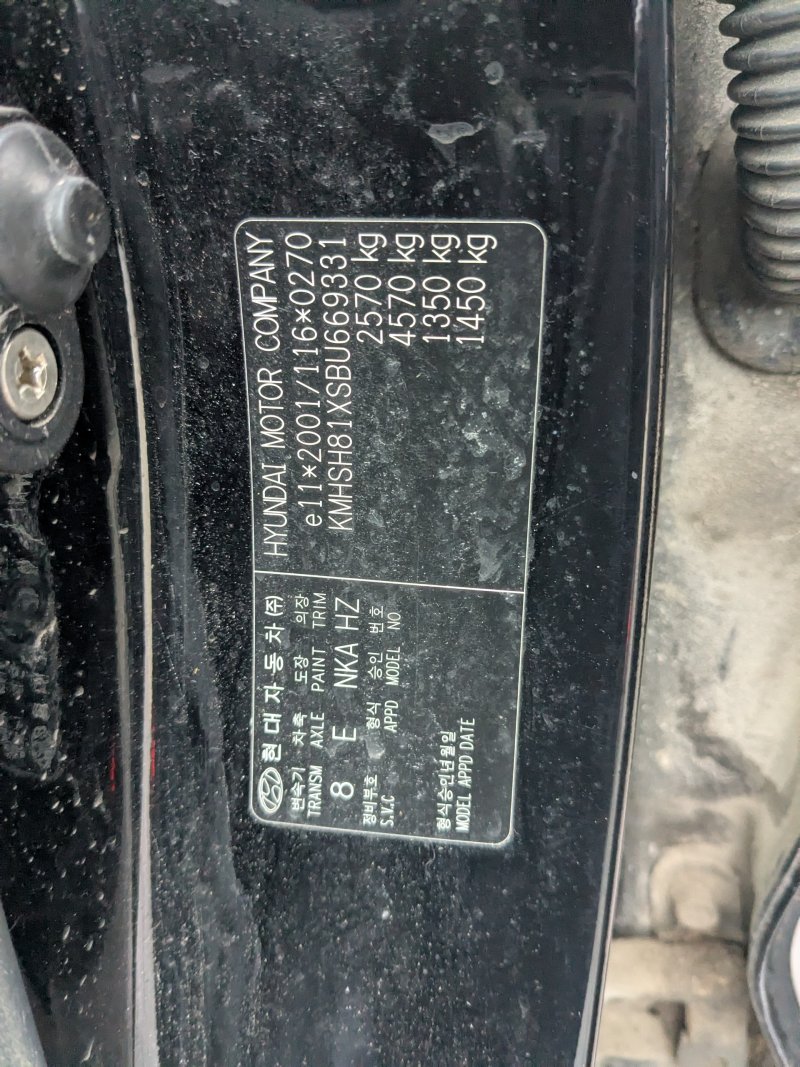 현대자동차(주) HYUNDAI MOTOR COMPANY
변속기 차축 도장 의장
TRANSM AXLE PAINT TRIM
e11*2001/116*0270
8 E NKA HZ
KMHSH81XSBU669331
정비부호 형식 승인 번호
S.V.C APPD MODEL NO
2570 kg
4570 kg
1350 kg
형식승인년월일
MODEL APPD DATE
1450 kg